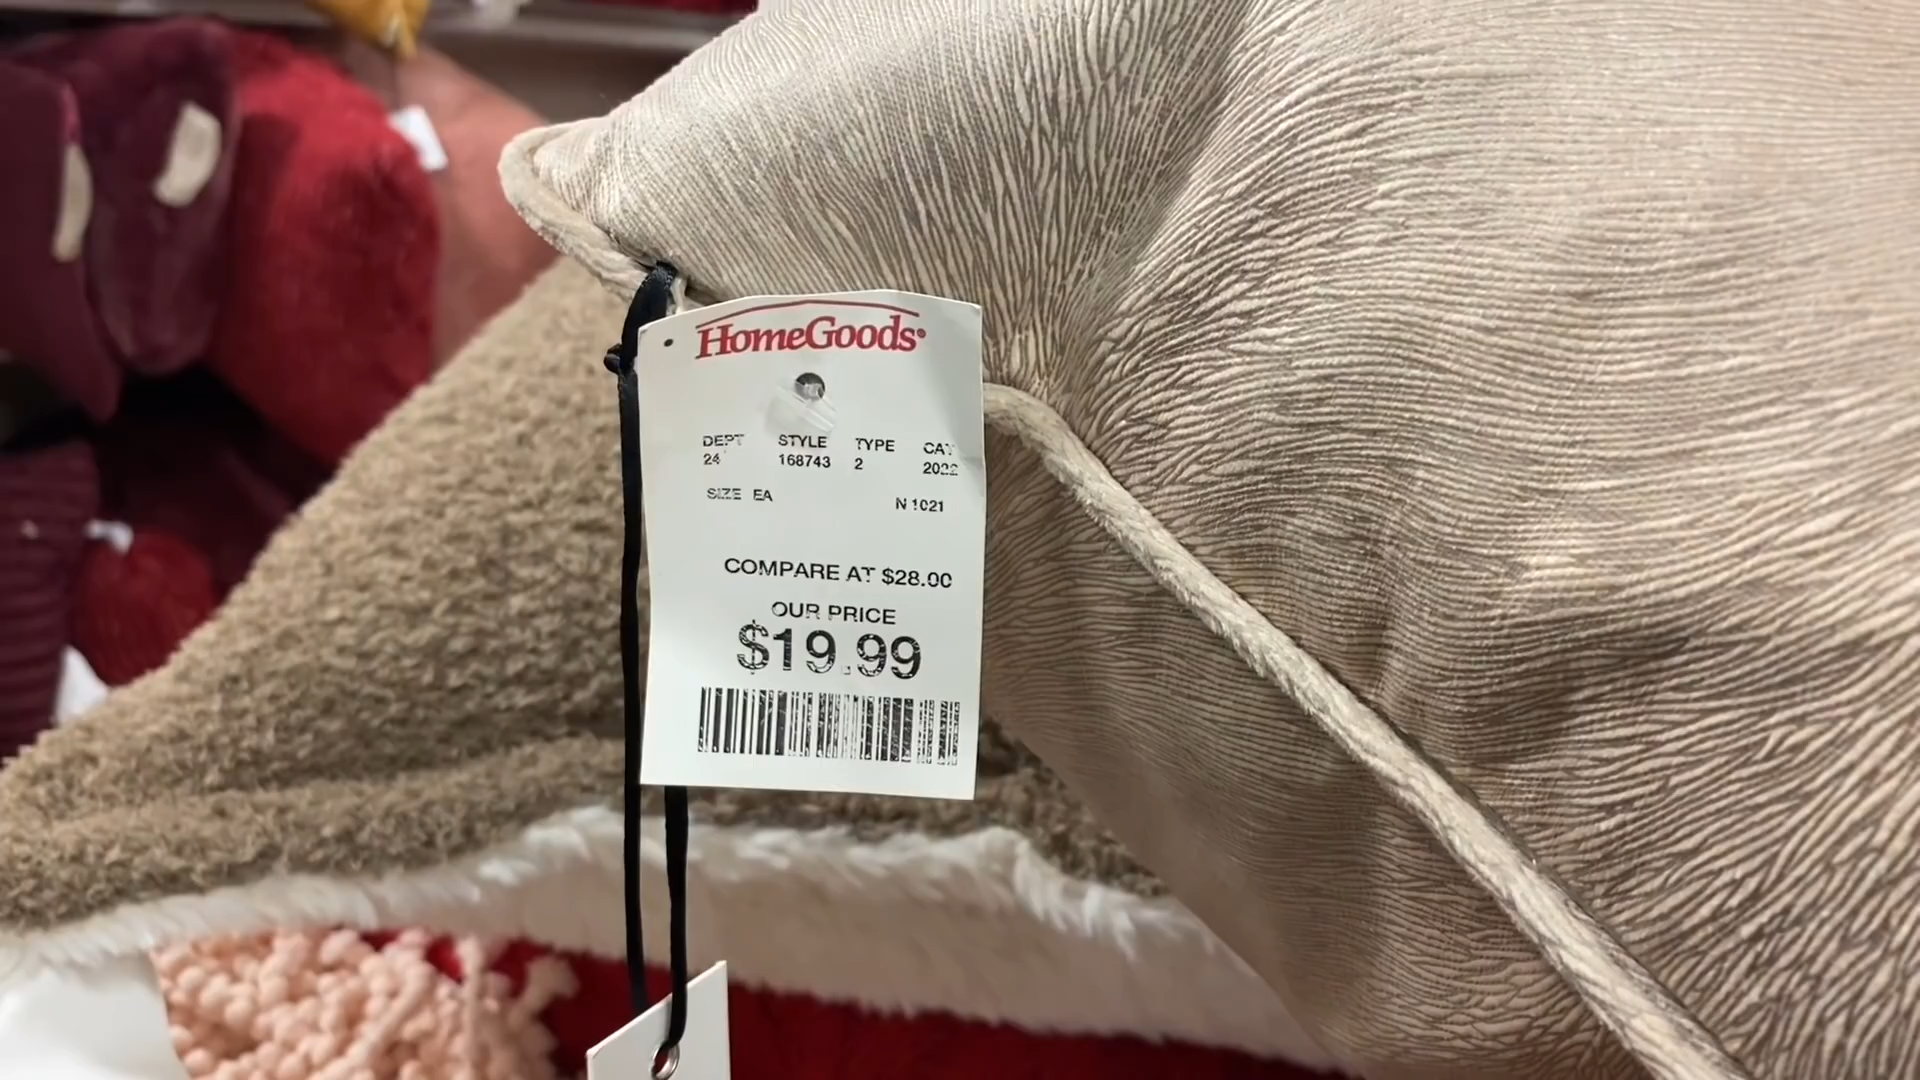 HomeGoods®
DEPT STYLE TYPE CAT
24 168743 2 2022
SIZE EA
N 1021
COMPARE AT $28.00
OUR PRICE
$19.99